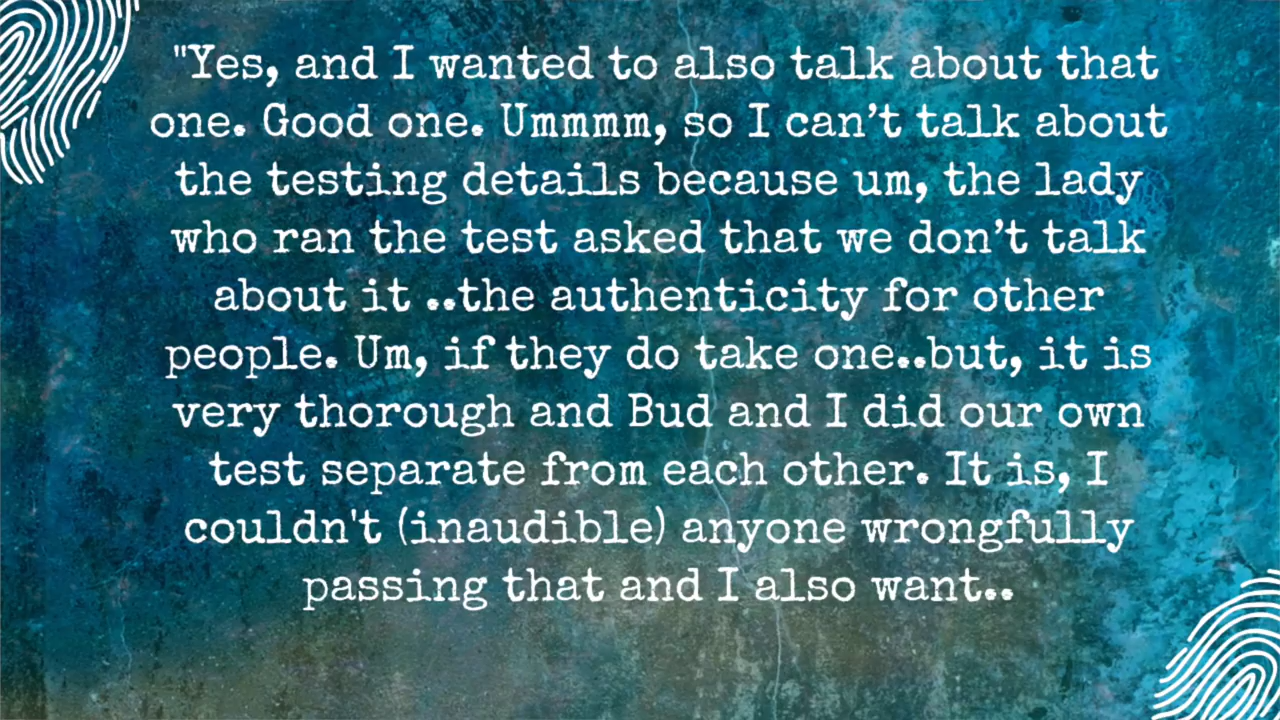 "Yes, and I wanted to also talk about that
one. Good one. Ummmm, so I can’t talk about
the testing details because um, the lady
who ran the test asked that we don’t talk
about it ..the authenticity for other
people. Um, if they do take one..but, it is
very thorough and Bud and I did our own
test separate from each other. It is, I
couldn't (inaudible) anyone wrongfully
passing that and I also want..